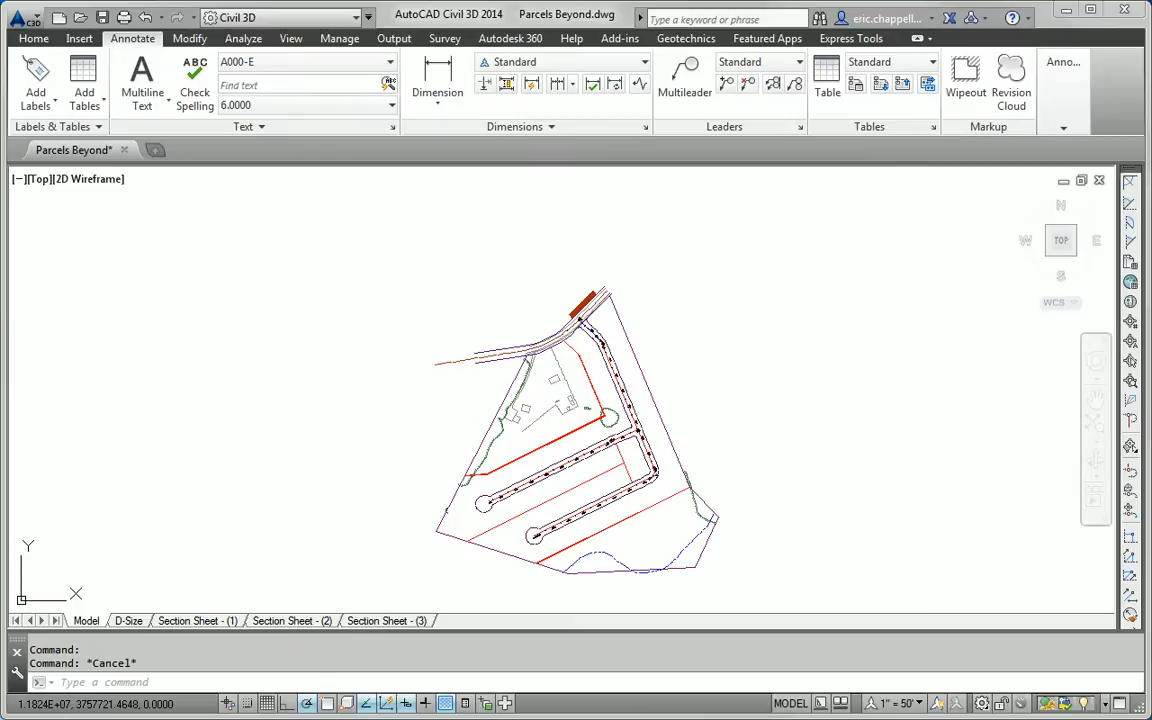 C3D
Civil 3D
AutoCAD Civil 3D 2014
Parcels Beyond.dwg
Type a keyword or phrase
eric.chappell...
Home
Insert
Annotate
Modify
Analyze
View
Manage
Output
Survey
Autodesk 360
Help
Add-ins
Geotechnics
Featured Apps
Express Tools
A000-E
Standard
Standard
Standard
Anno...
ABC
Find text
6.0000
Add
Labels
Add
Tables
Multiline
Text
Check
Spelling
Dimension
Multileader
Table
Wipeout
Revision
Cloud
Labels & Tables
Text
Dimensions
Leaders
Tables
Markup
Parcels Beyond*
[−][Top][2D Wireframe]
N
W
TOP
E
S
WCS
Y
X
Model
D-Size
Section Sheet - (1)
Section Sheet - (2)
Section Sheet - (3)
Command:
Command: *Cancel*
Type a command
1.1824E+07, 3757721.4648, 0.0000
MODEL
1" = 50'